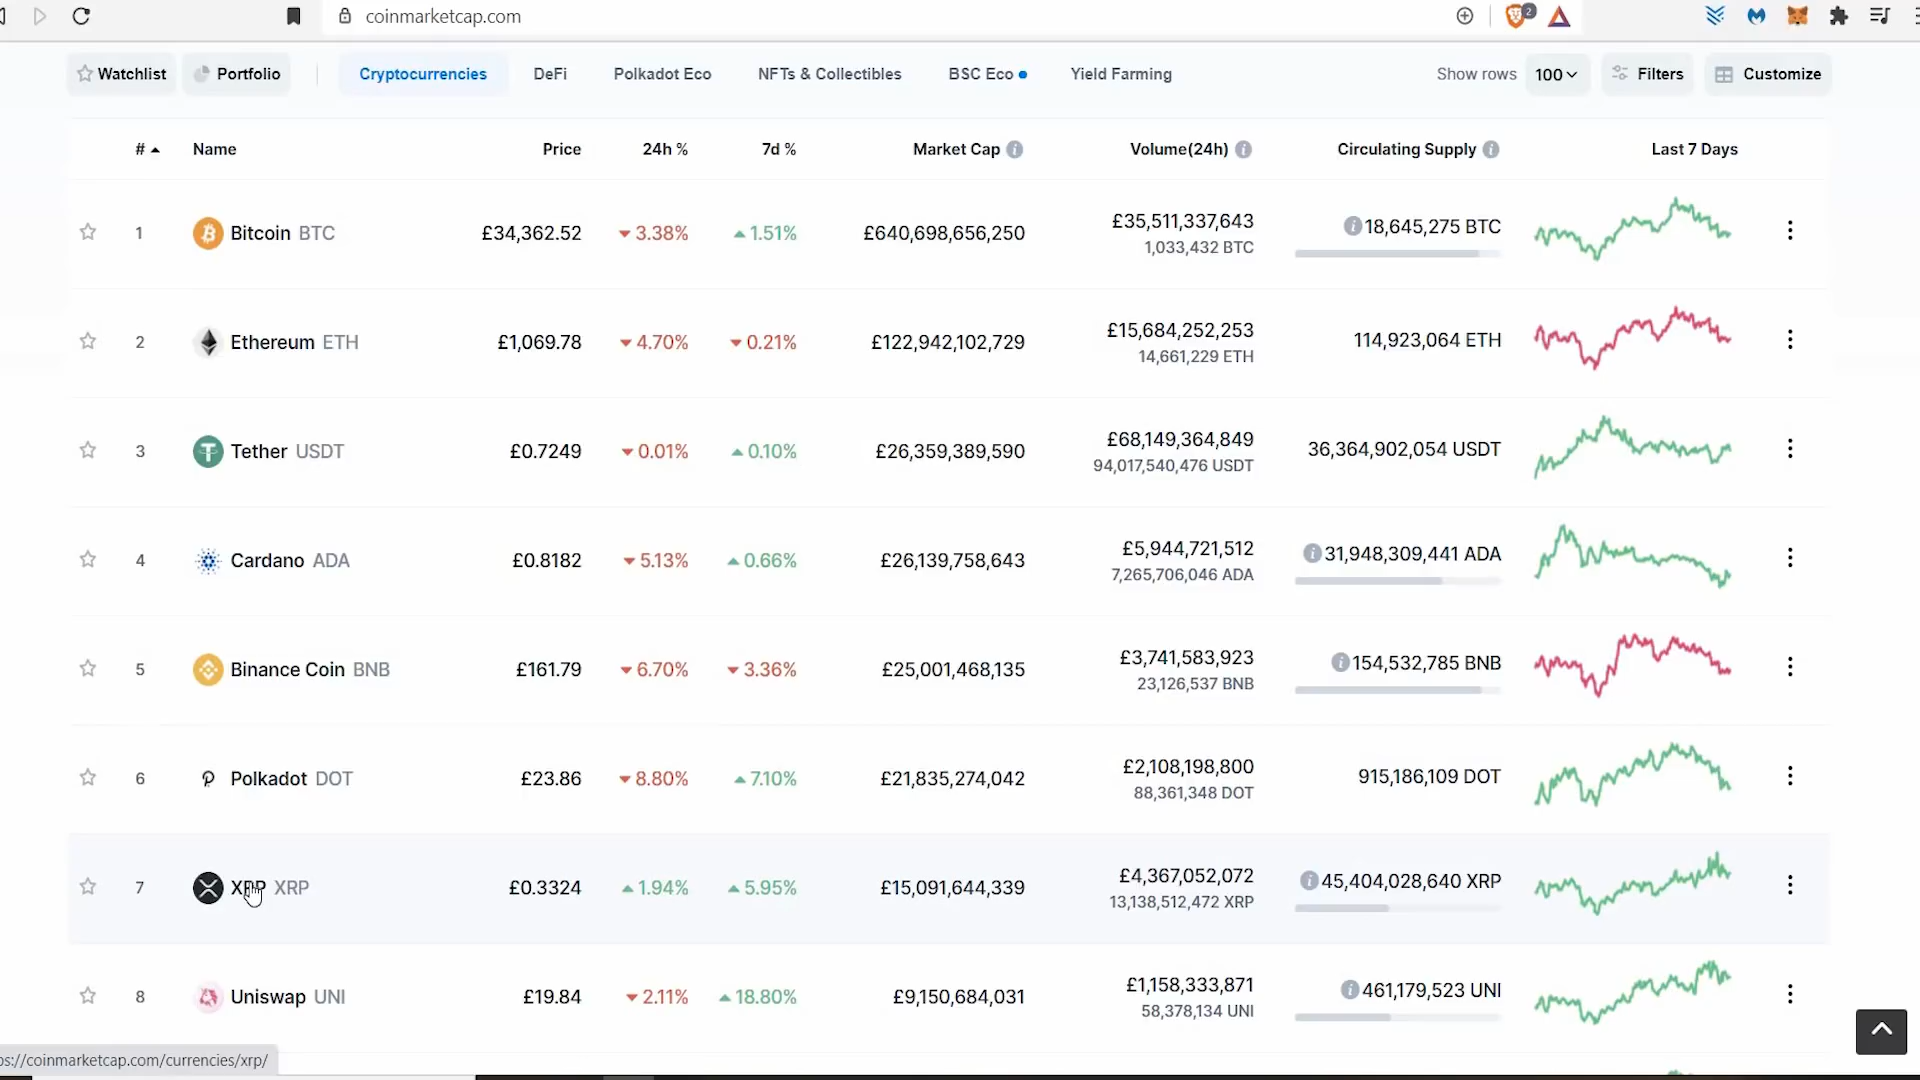 coinmarketcap.com
2
Watchlist Portfolio Cryptocurrencies DeFi Polkadot Eco NFTs & Collectibles BSC Eco Yield Farming Show rows 100 Filters Customize
# Name Price 24h % 7d % Market Cap Volume(24h) Circulating Supply Last 7 Days
1 Bitcoin BTC £34,362.52 3.38% 1.51% £640,698,656,250 £35,511,337,643 18,645,275 BTC
1,033,432 BTC
2 Ethereum ETH £1,069.78 4.70% 0.21% £122,942,102,729 £15,684,252,253 114,923,064 ETH
14,661,229 ETH
3 Tether USDT £0.7249 0.01% 0.10% £26,359,389,590 £68,149,364,849 36,364,902,054 USDT
94,017,540,476 USDT
4 Cardano ADA £0.8182 5.13% 0.66% £26,139,758,643 £5,944,721,512 31,948,309,441 ADA
7,265,706,046 ADA
5 Binance Coin BNB £161.79 6.70% 3.36% £25,001,468,135 £3,741,583,923 154,532,785 BNB
23,126,537 BNB
6 Polkadot DOT £23.86 8.80% 7.10% £21,835,274,042 £2,108,198,800 915,186,109 DOT
88,361,348 DOT
7 XRP XRP £0.3324 1.94% 5.95% £15,091,644,339 £4,367,052,072 45,404,028,640 XRP
13,138,512,472 XRP
8 Uniswap UNI £19.84 2.11% 18.80% £9,150,684,031 £1,158,333,871 461,179,523 UNI
58,378,134 UNI
ps://coinmarketcap.com/currencies/xrp/